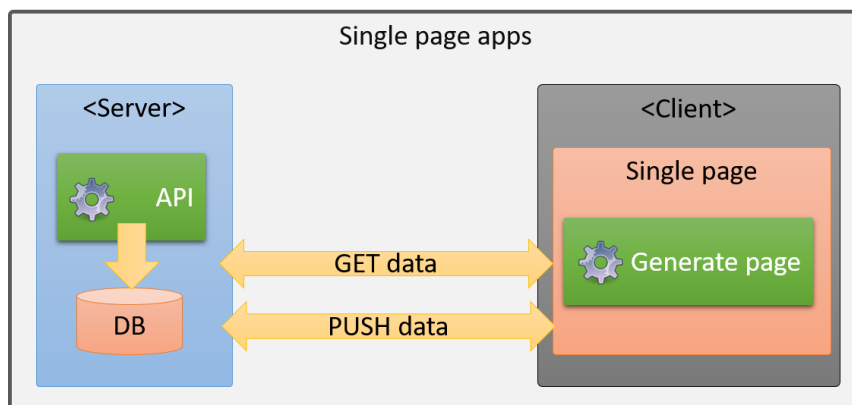 Single page apps
<Server>
API
DB
GET data
PUSH data
<Client>
Single page
Generate page